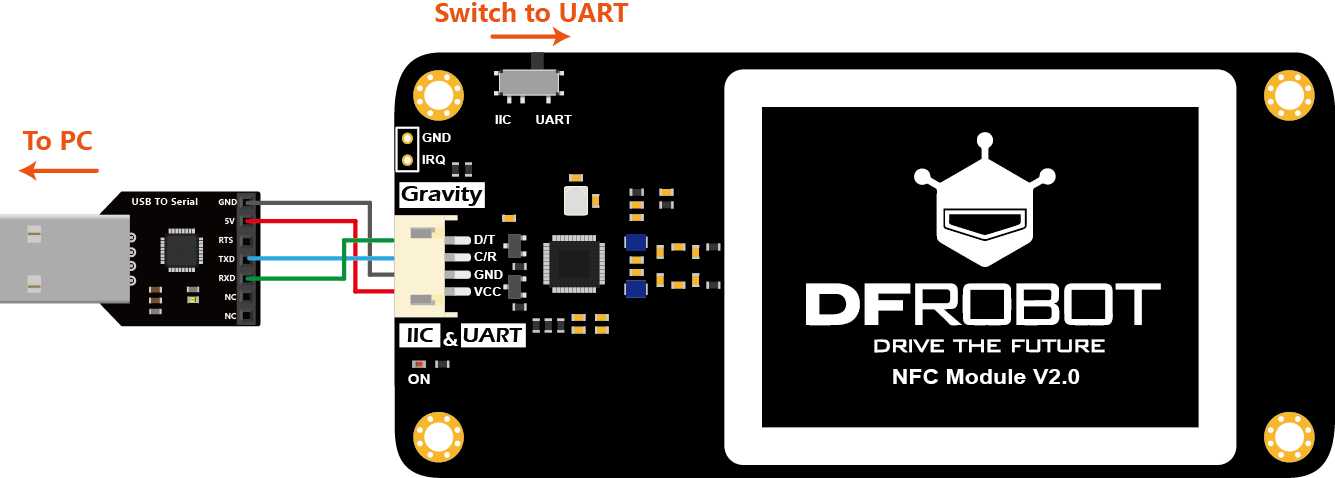 Switch to UART
To PC
IIC UART
GND
IRQ
Gravity
USB TO Serial
GND
5V
RTS
TXD
RXD
NC
NC
D/T
C/R
GND
VCC
IIC & UART
ON
DFROBOT
DRIVE THE FUTURE
NFC Module V2.0